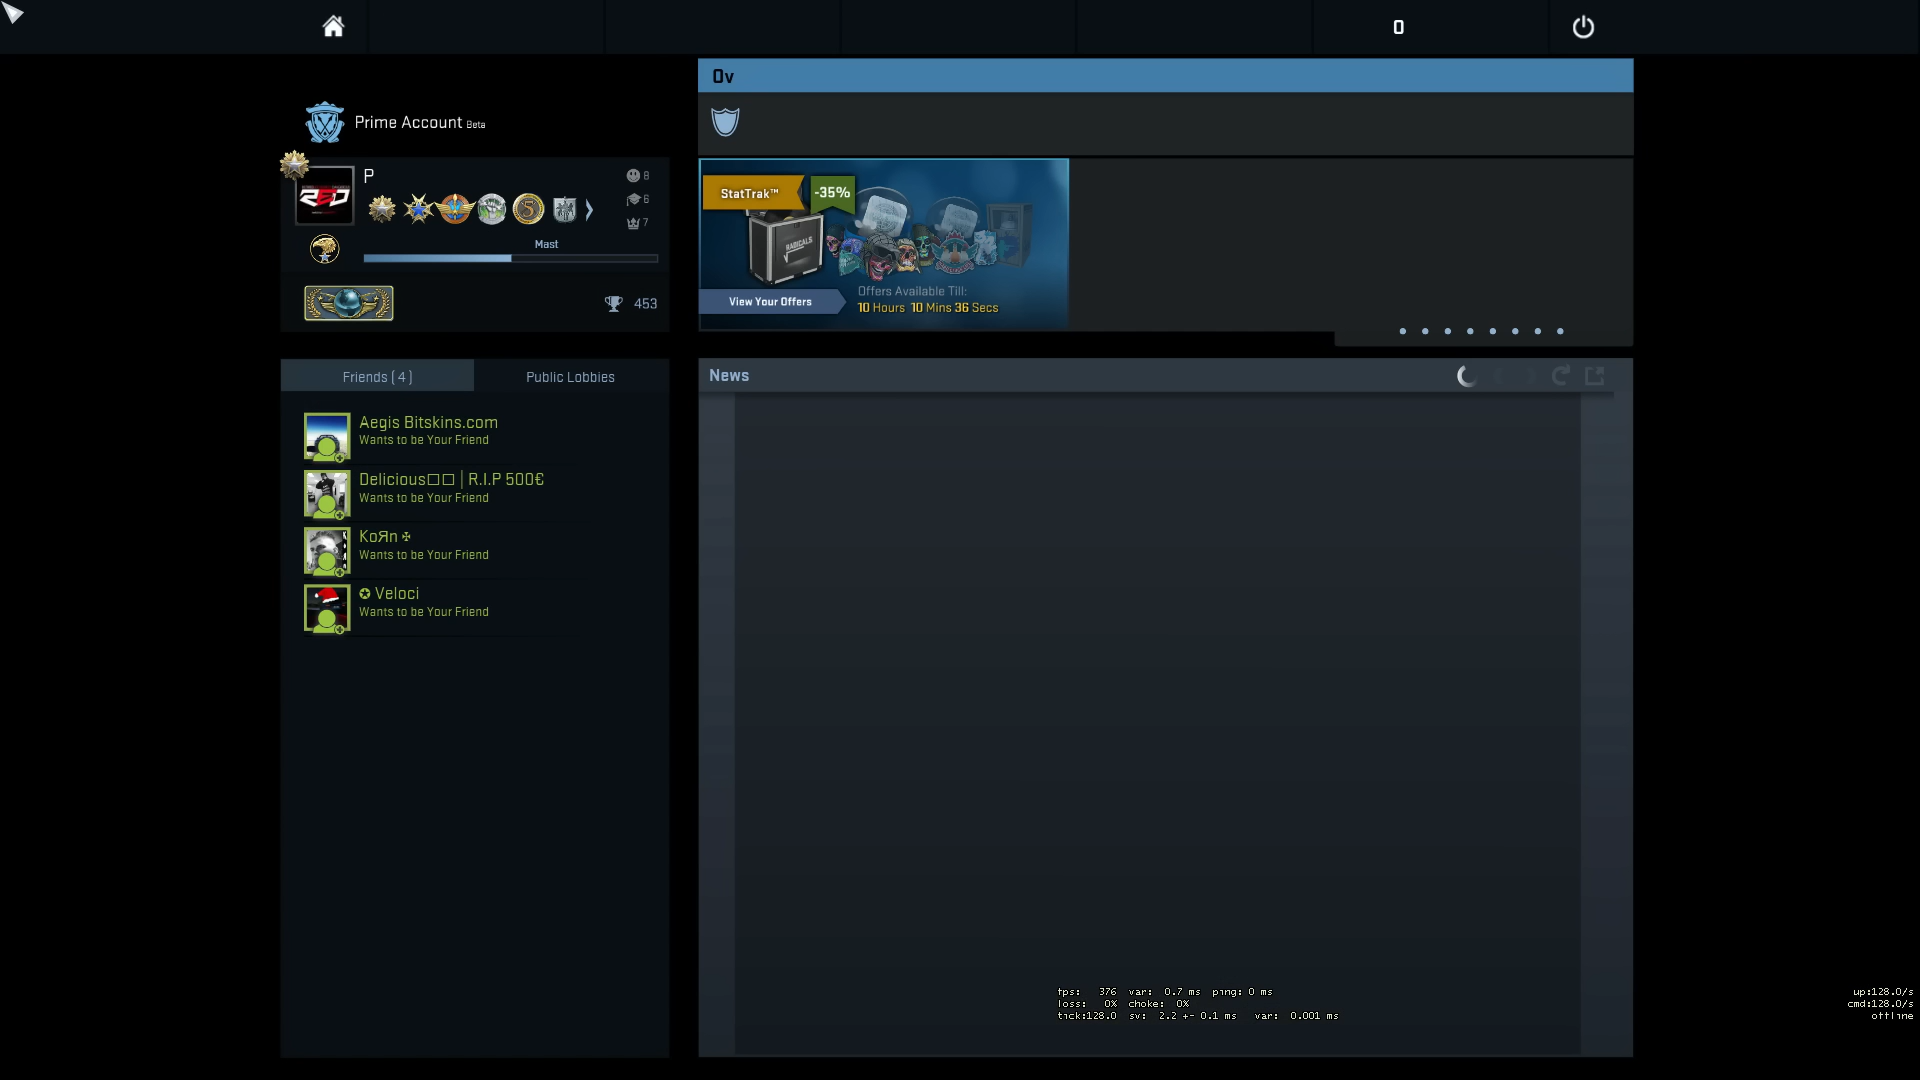 0
Ov
Prime Account Beta
P
8
6
7
Mast
453
StatTrak™
-35%
RADICALS
View Your Offers
Offers Available Till:
10 Hours 10 Mins 36 Secs
Friends ( 4 )
Public Lobbies
News
Aegis Bitskins.com
Wants to be Your Friend
Delicious□□ | R.I.P 500€
Wants to be Your Friend
KoЯn ✠
Wants to be Your Friend
✪ Veloci
Wants to be Your Friend
fps: 376 var: 0.7 ms ping: 0 ms
loss: 0% choke: 0%
tick:128.0 sv: 2.2 +- 0.1 ms var: 0.001 ms
up:128.0/s
cmd:128.0/s
offline